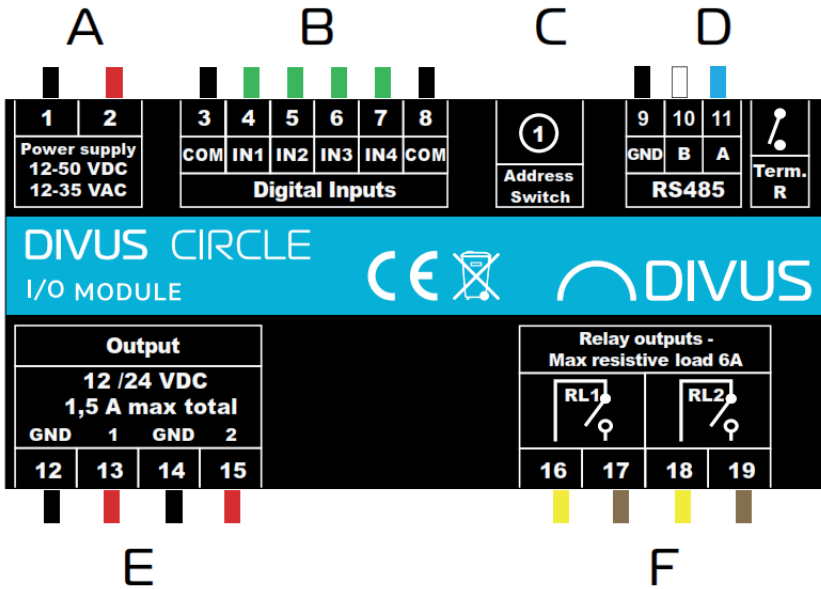 A B C D
1 2 3 4 5 6 7 8 1 9 10 11
Power supply
12-50 VDC
12-35 VAC
COM IN1 IN2 IN3 IN4 COM
Digital Inputs
Address
Switch
GND B A
RS485
Term.
R
DIVUS CIRCLE
I/O MODULE
CE
DIVUS
Output
12 /24 VDC
1,5 A max total
GND 1 GND 2
12 13 14 15
Relay outputs -
Max resistive load 6A
RL1 RL2
16 17 18 19
E F